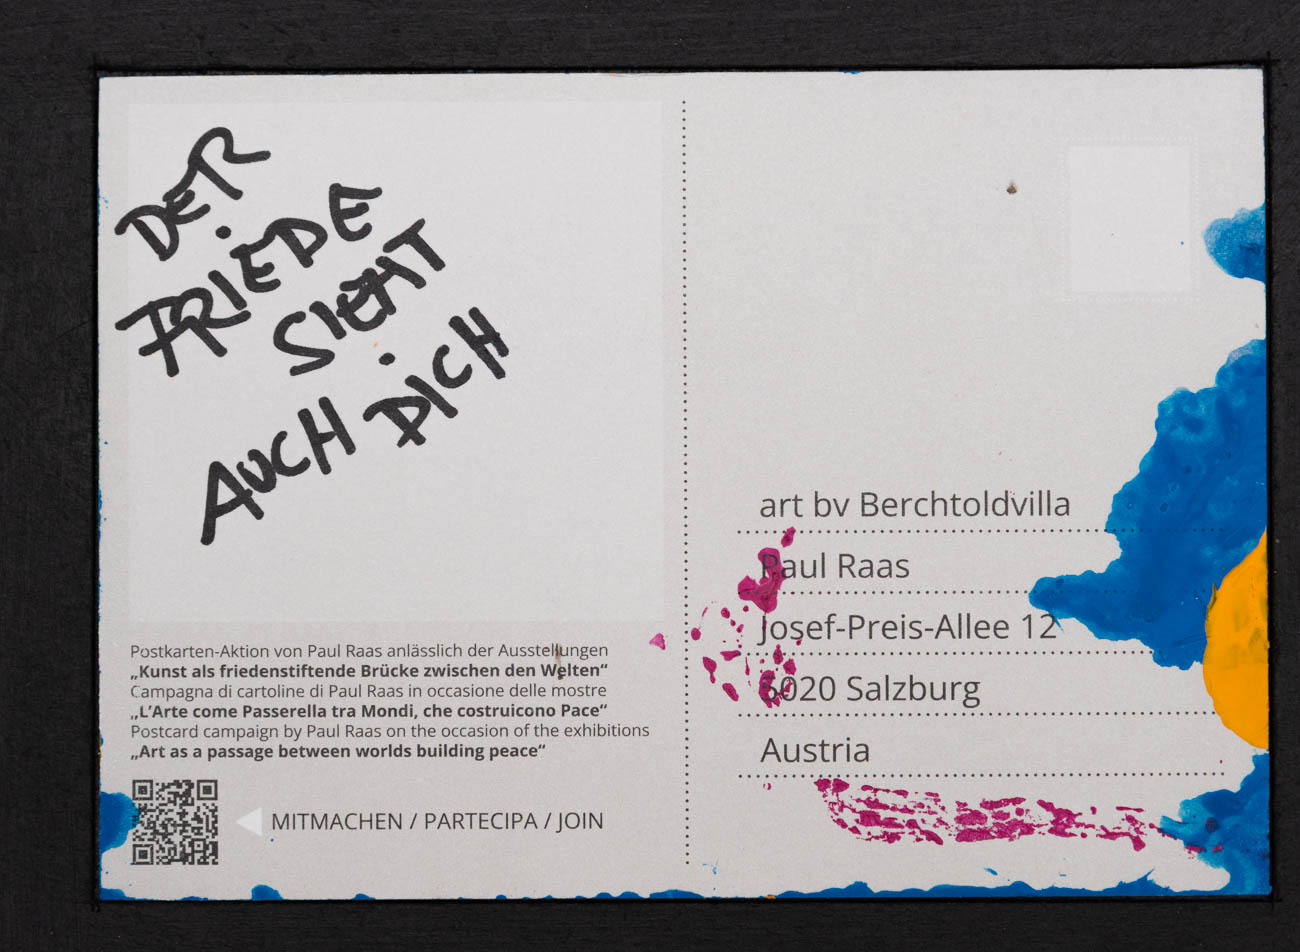 DER
FRIEDE
SIEHT
AUCH DICH
Postkarten-Aktion von Paul Raas anlässlich der Ausstellungen
„Kunst als friedenstiftende Brücke zwischen den Welten“
Campagna di cartoline di Paul Raas in occasione delle mostre
„L’Arte come Passerella tra Mondi, che costruicono Pace“
Postcard campaign by Paul Raas on the occasion of the exhibitions
„Art as a passage between worlds building peace“
MITMACHEN / PARTECIPA / JOIN
art bv Berchtoldvilla
Paul Raas
Josef-Preis-Allee 12
5020 Salzburg
Austria